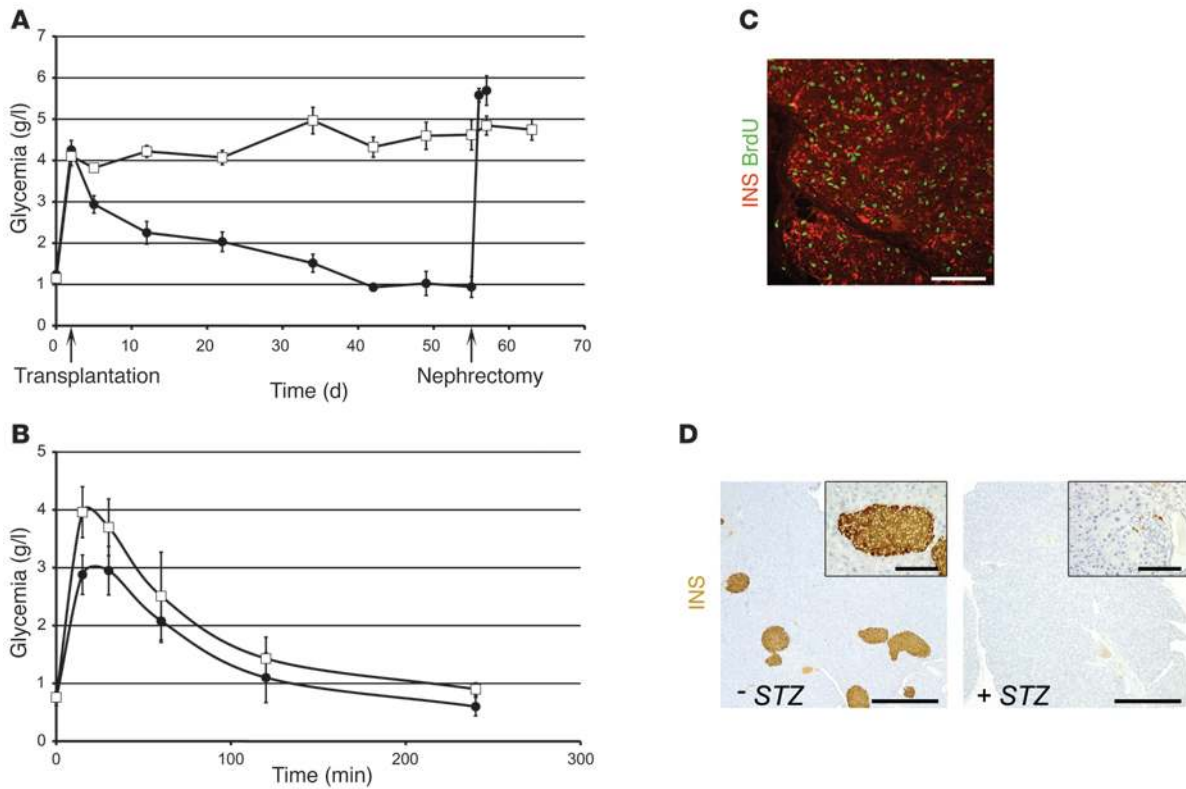 A
7
6
5
4
3
2
1
0
Glycemia (g/l)
0 10 20 30 40 50 60 70
Transplantation Time (d) Nephrectomy
B
5
4
3
2
1
0
Glycemia (g/l)
0 100 200 300
Time (min)
C
INS BrdU
D
INS
- STZ
+ STZ